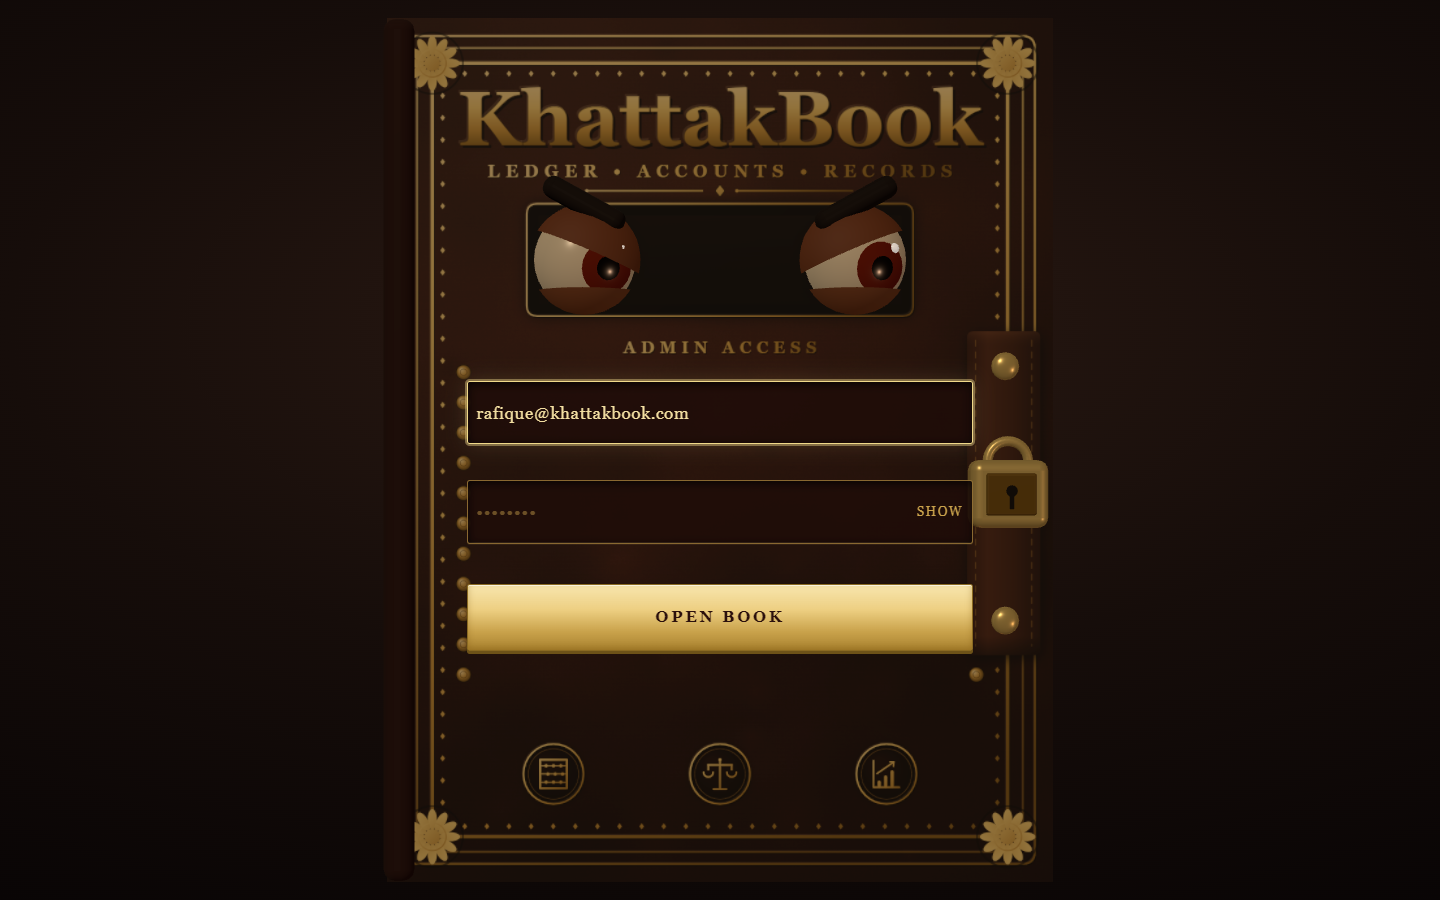 KhattakBook
LEDGER • ACCOUNTS • RECORDS
ADMIN ACCESS
rafique@khattakbook.com
•••••••• SHOW
OPEN BOOK